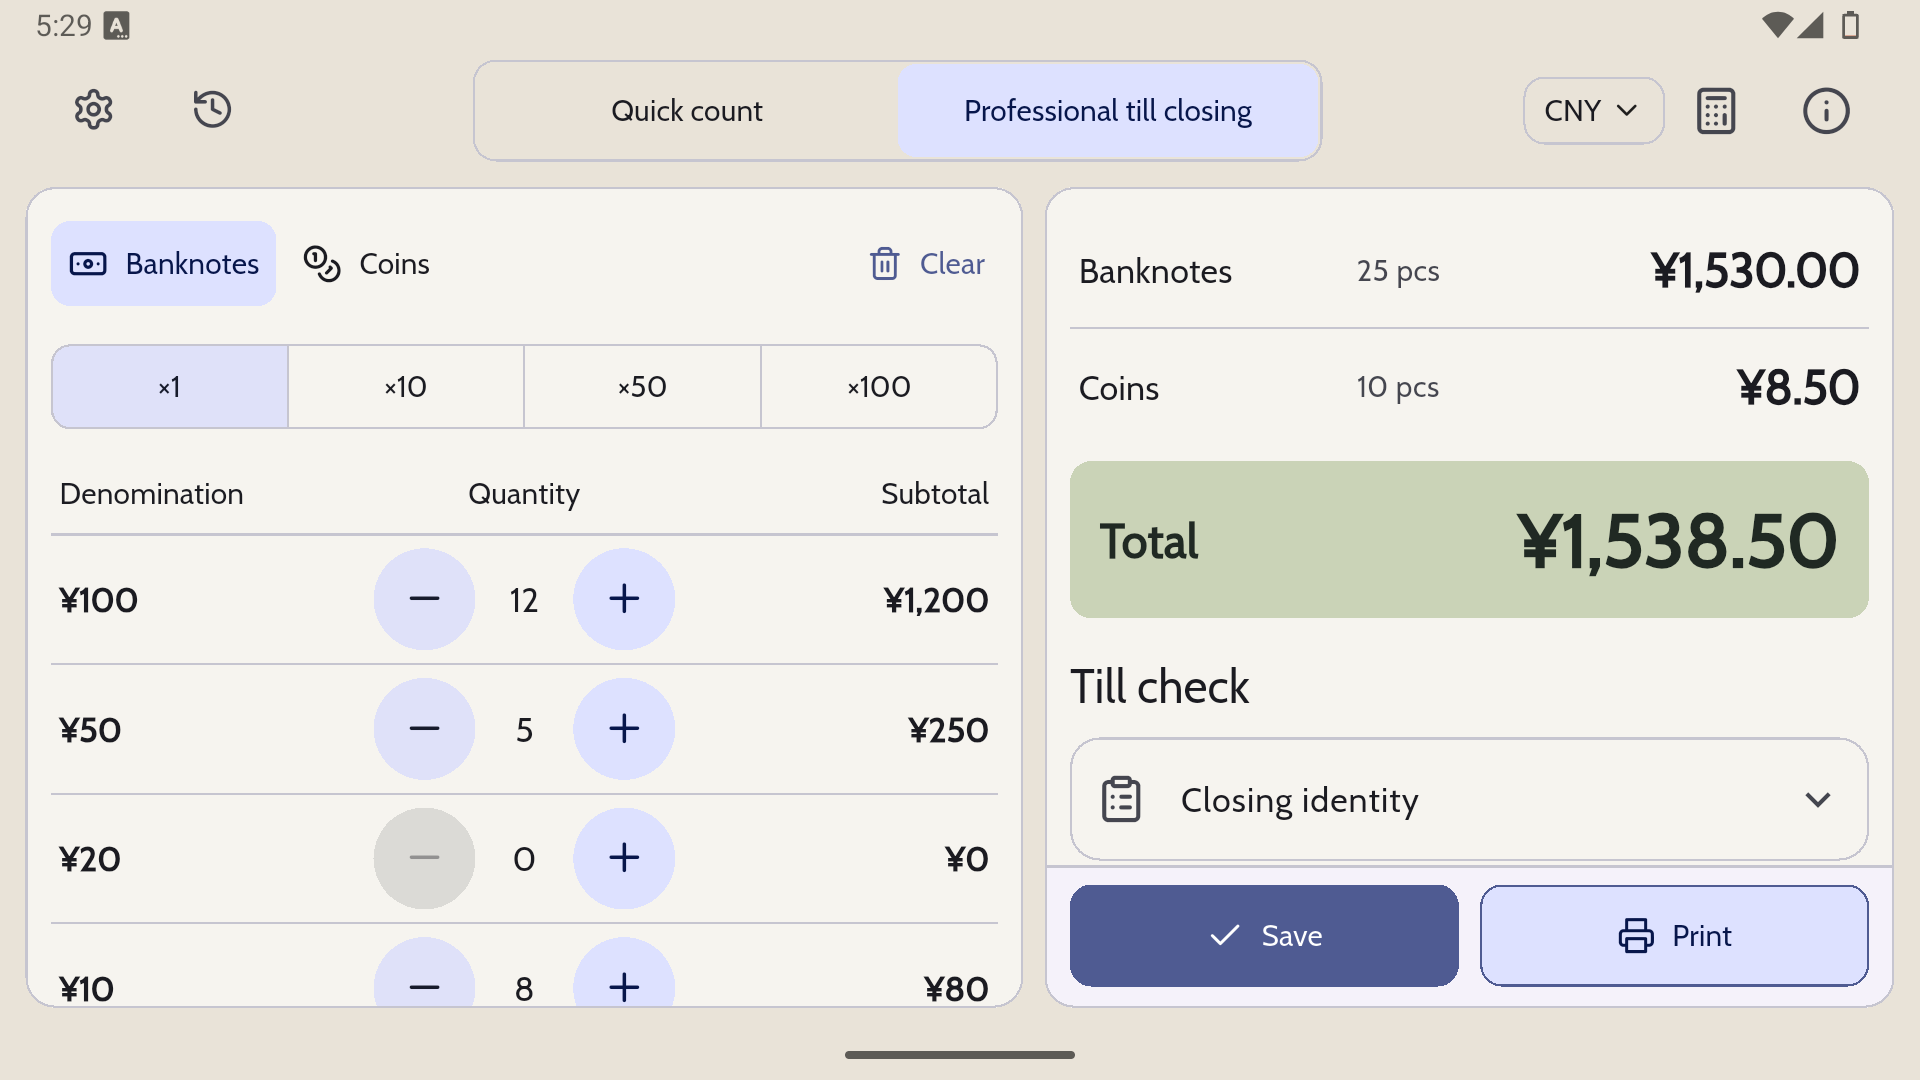 5:29
Quick count
Professional till closing
CNY
Banknotes
Coins
Clear
×1
×10
×50
×100
Denomination
Quantity
Subtotal
¥100
12
¥1,200
¥50
5
¥250
¥20
0
¥0
¥10
8
¥80
Banknotes
25 pcs
¥1,530.00
Coins
10 pcs
¥8.50
Total
¥1,538.50
Till check
Closing identity
Save
Print